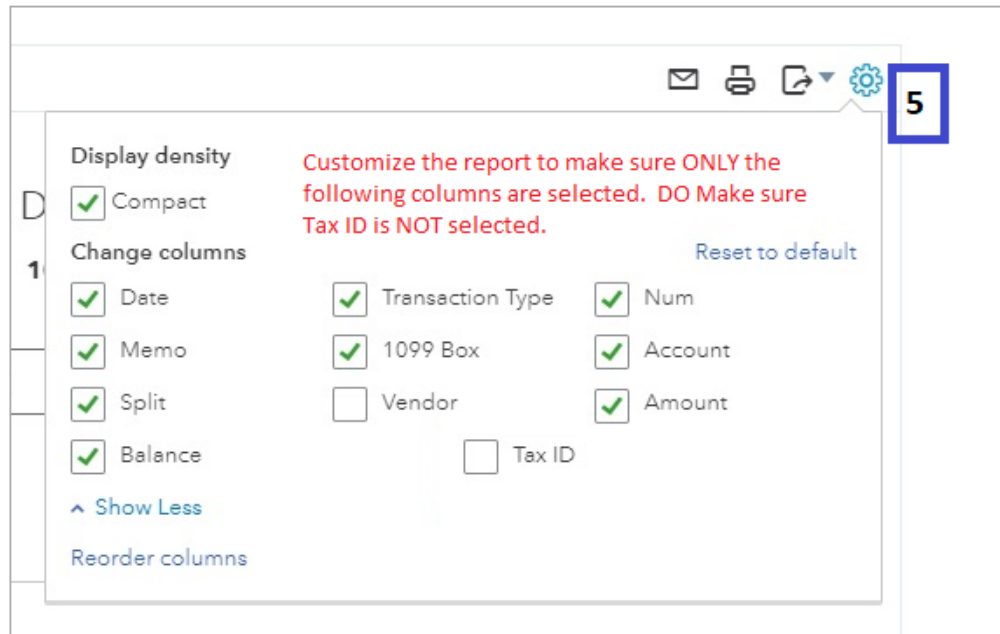 5
Display density
Customize the report to make sure ONLY the
following columns are selected.  DO Make sure
Tax ID is NOT selected.
D
Compact
Change columns
Reset to default
1
Date
Transaction Type
Num
Memo
1099 Box
Account
Split
Vendor
Amount
Balance
Tax ID
Show Less
Reorder columns